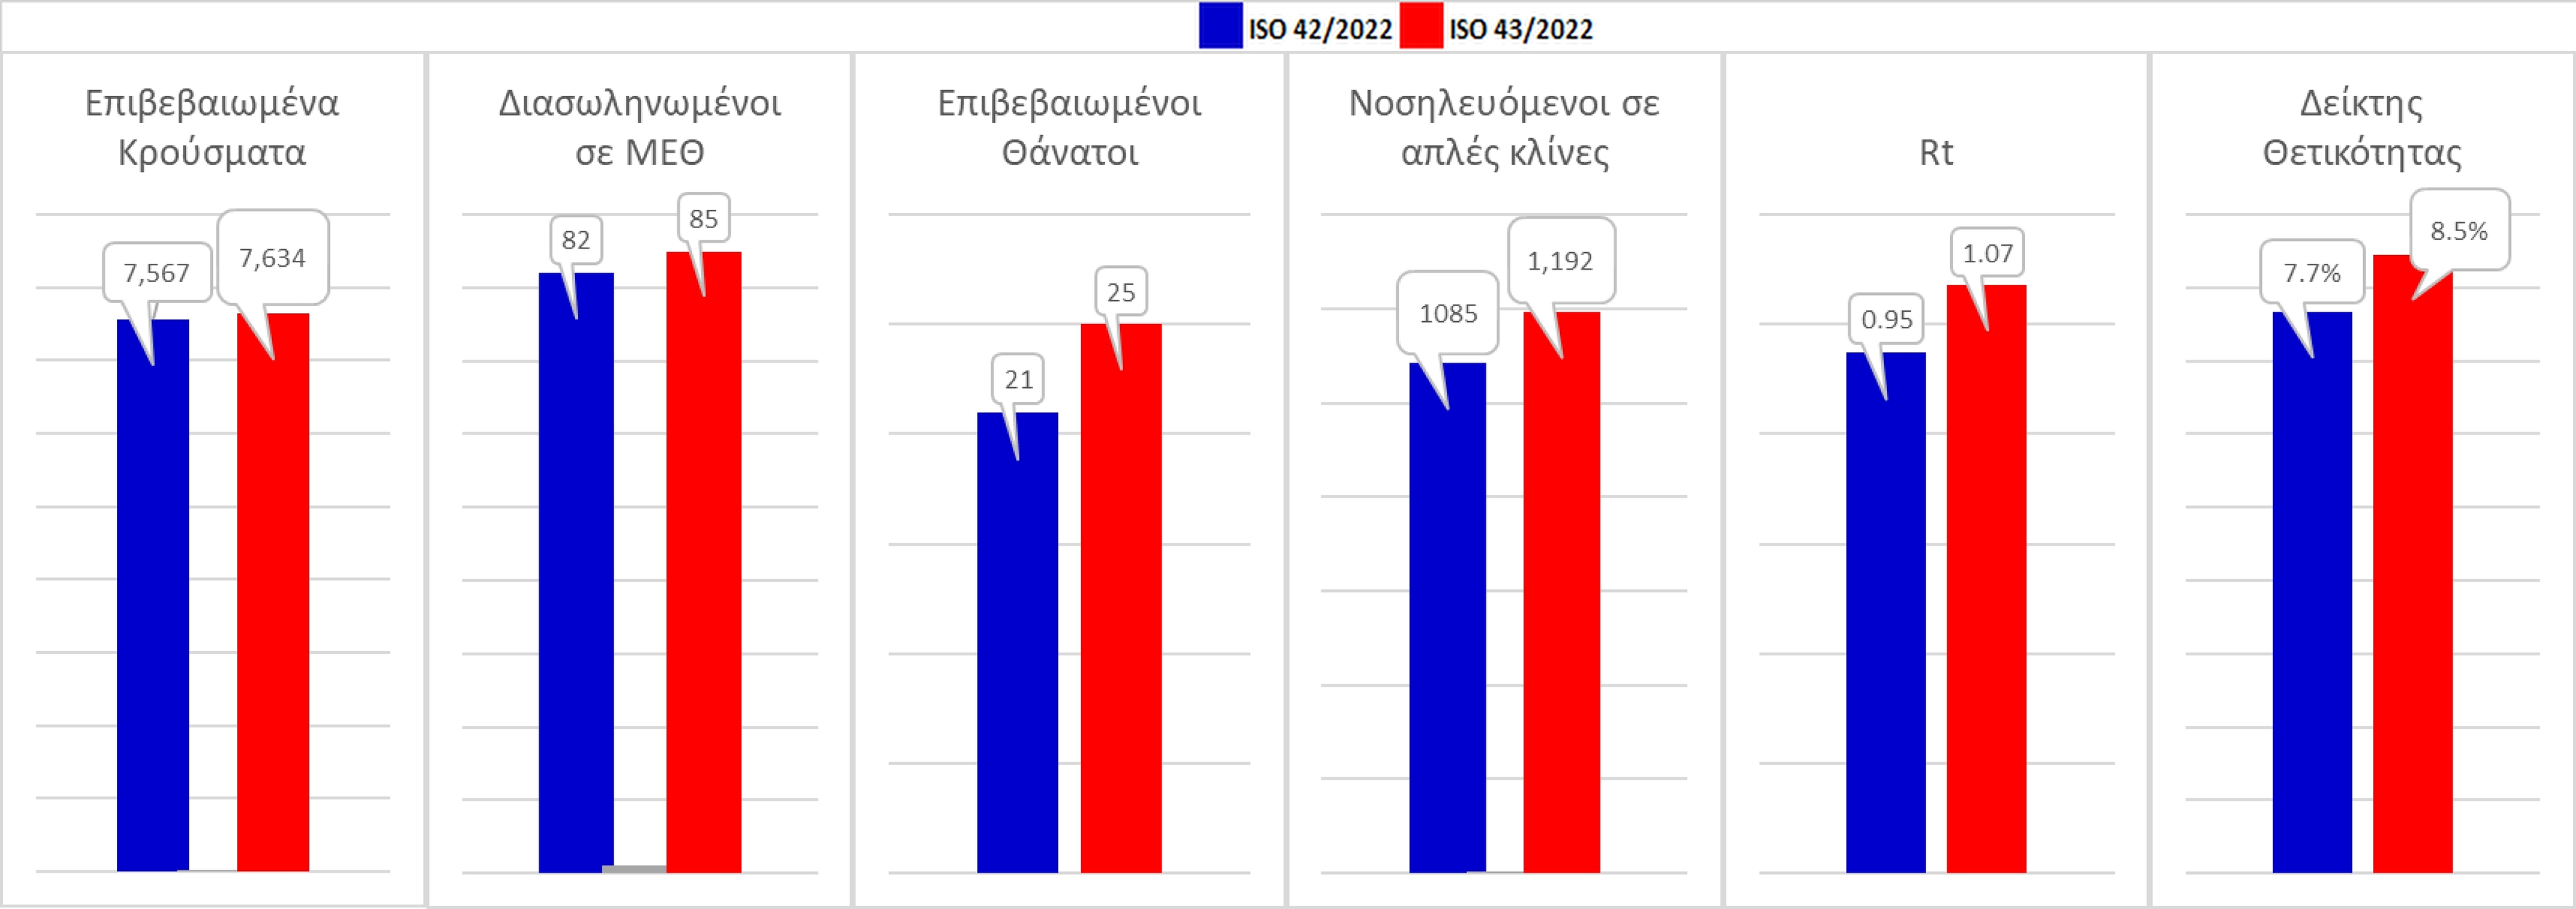 ISO 42/2022 ISO 43/2022
Επιβεβαιωμένα
Κρούσματα
7,567
7,634
Διασωληνωμένοι
σε ΜΕΘ
82
85
Επιβεβαιωμένοι
Θάνατοι
21
25
Νοσηλευόμενοι σε
απλές κλίνες
1085
1,192
Rt
0.95
1.07
Δείκτης
Θετικότητας
7.7%
8.5%